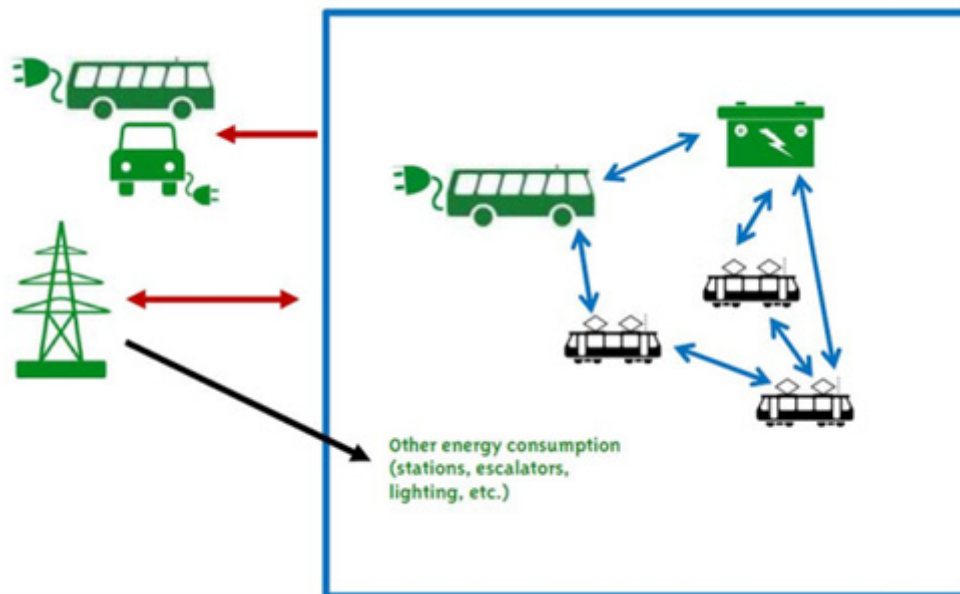 Other energy consumption
(stations, escalators,
lighting, etc.)